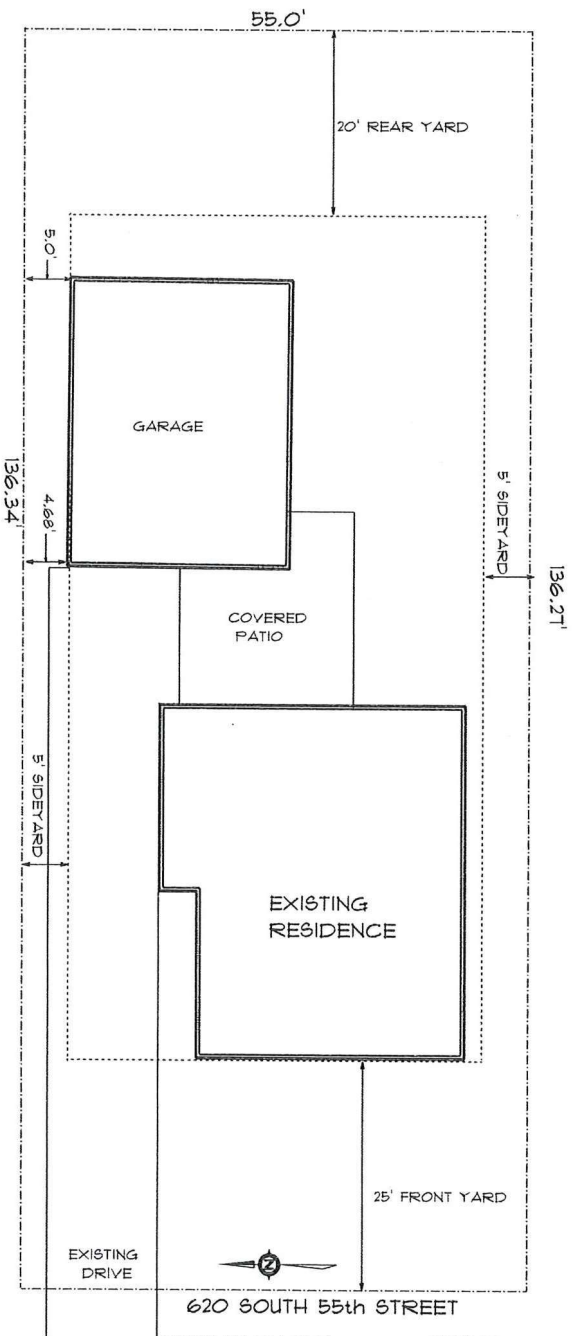 55.0'
20' REAR YARD
5.0'
GARAGE
136.34'
4.68'
5' SIDEYARD
136.27'
COVERED
PATIO
5' SIDEYARD
EXISTING
RESIDENCE
25' FRONT YARD
EXISTING
DRIVE
N
620 SOUTH 55th STREET